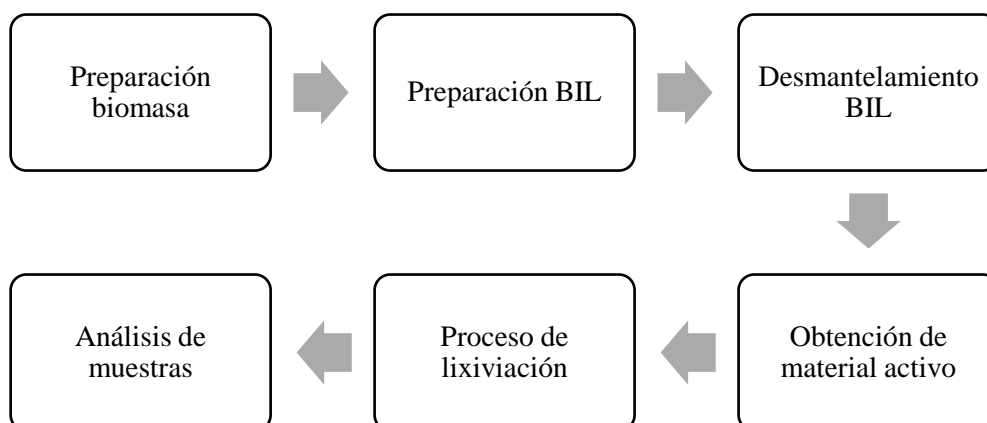 Preparación
biomasa
Preparación BIL
Desmantelamiento
BIL
Obtención de
material activo
Proceso de
lixiviación
Análisis de
muestras